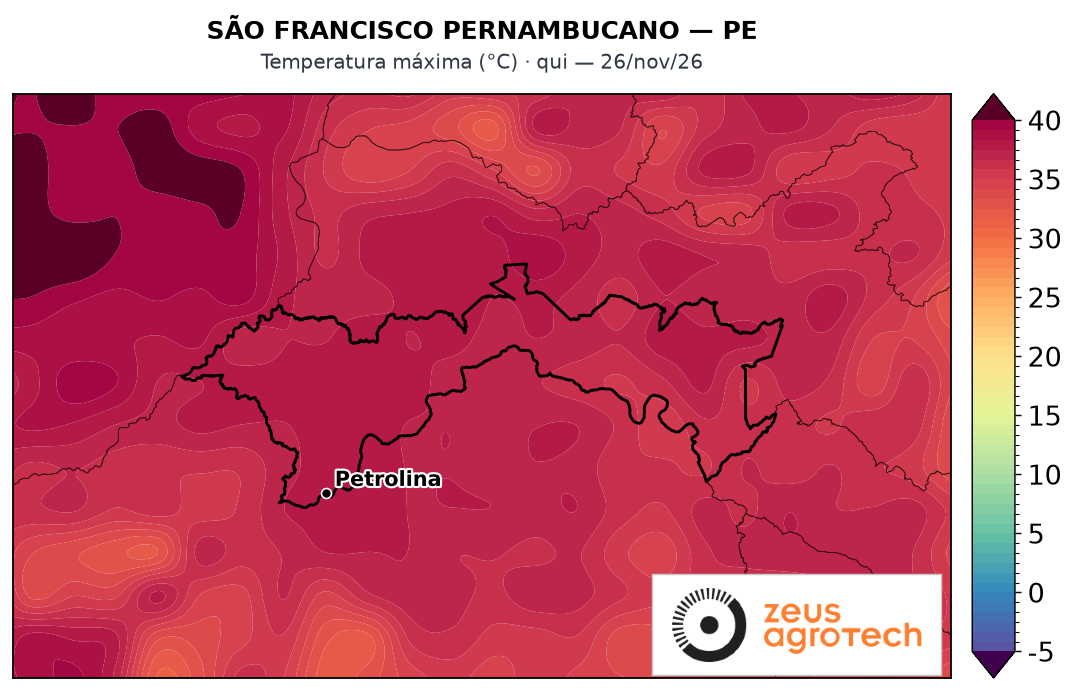 SÃO FRANCISCO PERNAMBUCANO — PE
Temperatura máxima (°C) · qui — 26/nov/26
40
35
30
25
20
15
10
5
0
-5
Petrolina
zeus
agrotech